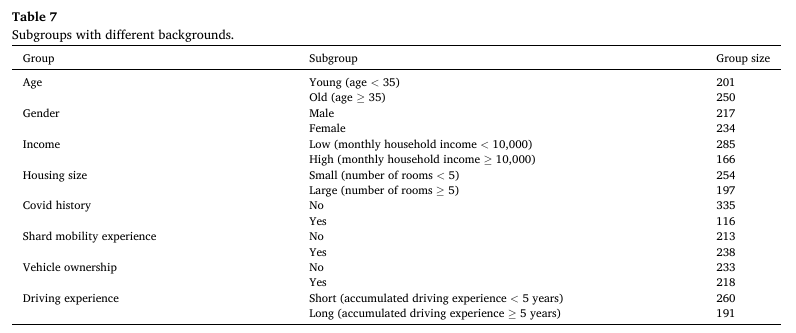 Table 7
Subgroups with different backgrounds.
Group Subgroup Group size
Age Young (age < 35) 201
Old (age ≥ 35) 250
Gender Male 217
Female 234
Income Low (monthly household income < 10,000) 285
High (monthly household income ≥ 10,000) 166
Housing size Small (number of rooms < 5) 254
Large (number of rooms ≥ 5) 197
Covid history No 335
Yes 116
Shard mobility experience No 213
Yes 238
Vehicle ownership No 233
Yes 218
Driving experience Short (accumulated driving experience < 5 years) 260
Long (accumulated driving experience ≥ 5 years) 191